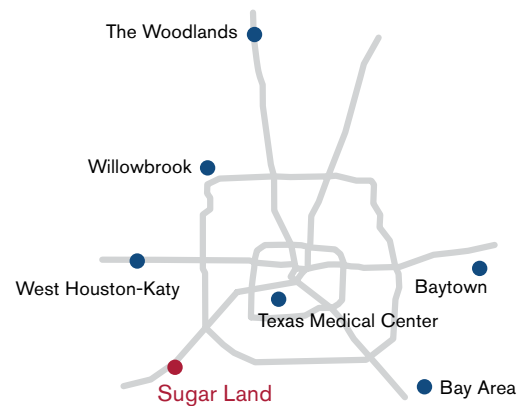 The Woodlands
Willowbrook
West Houston-Katy
Baytown
Texas Medical Center
Sugar Land
Bay Area